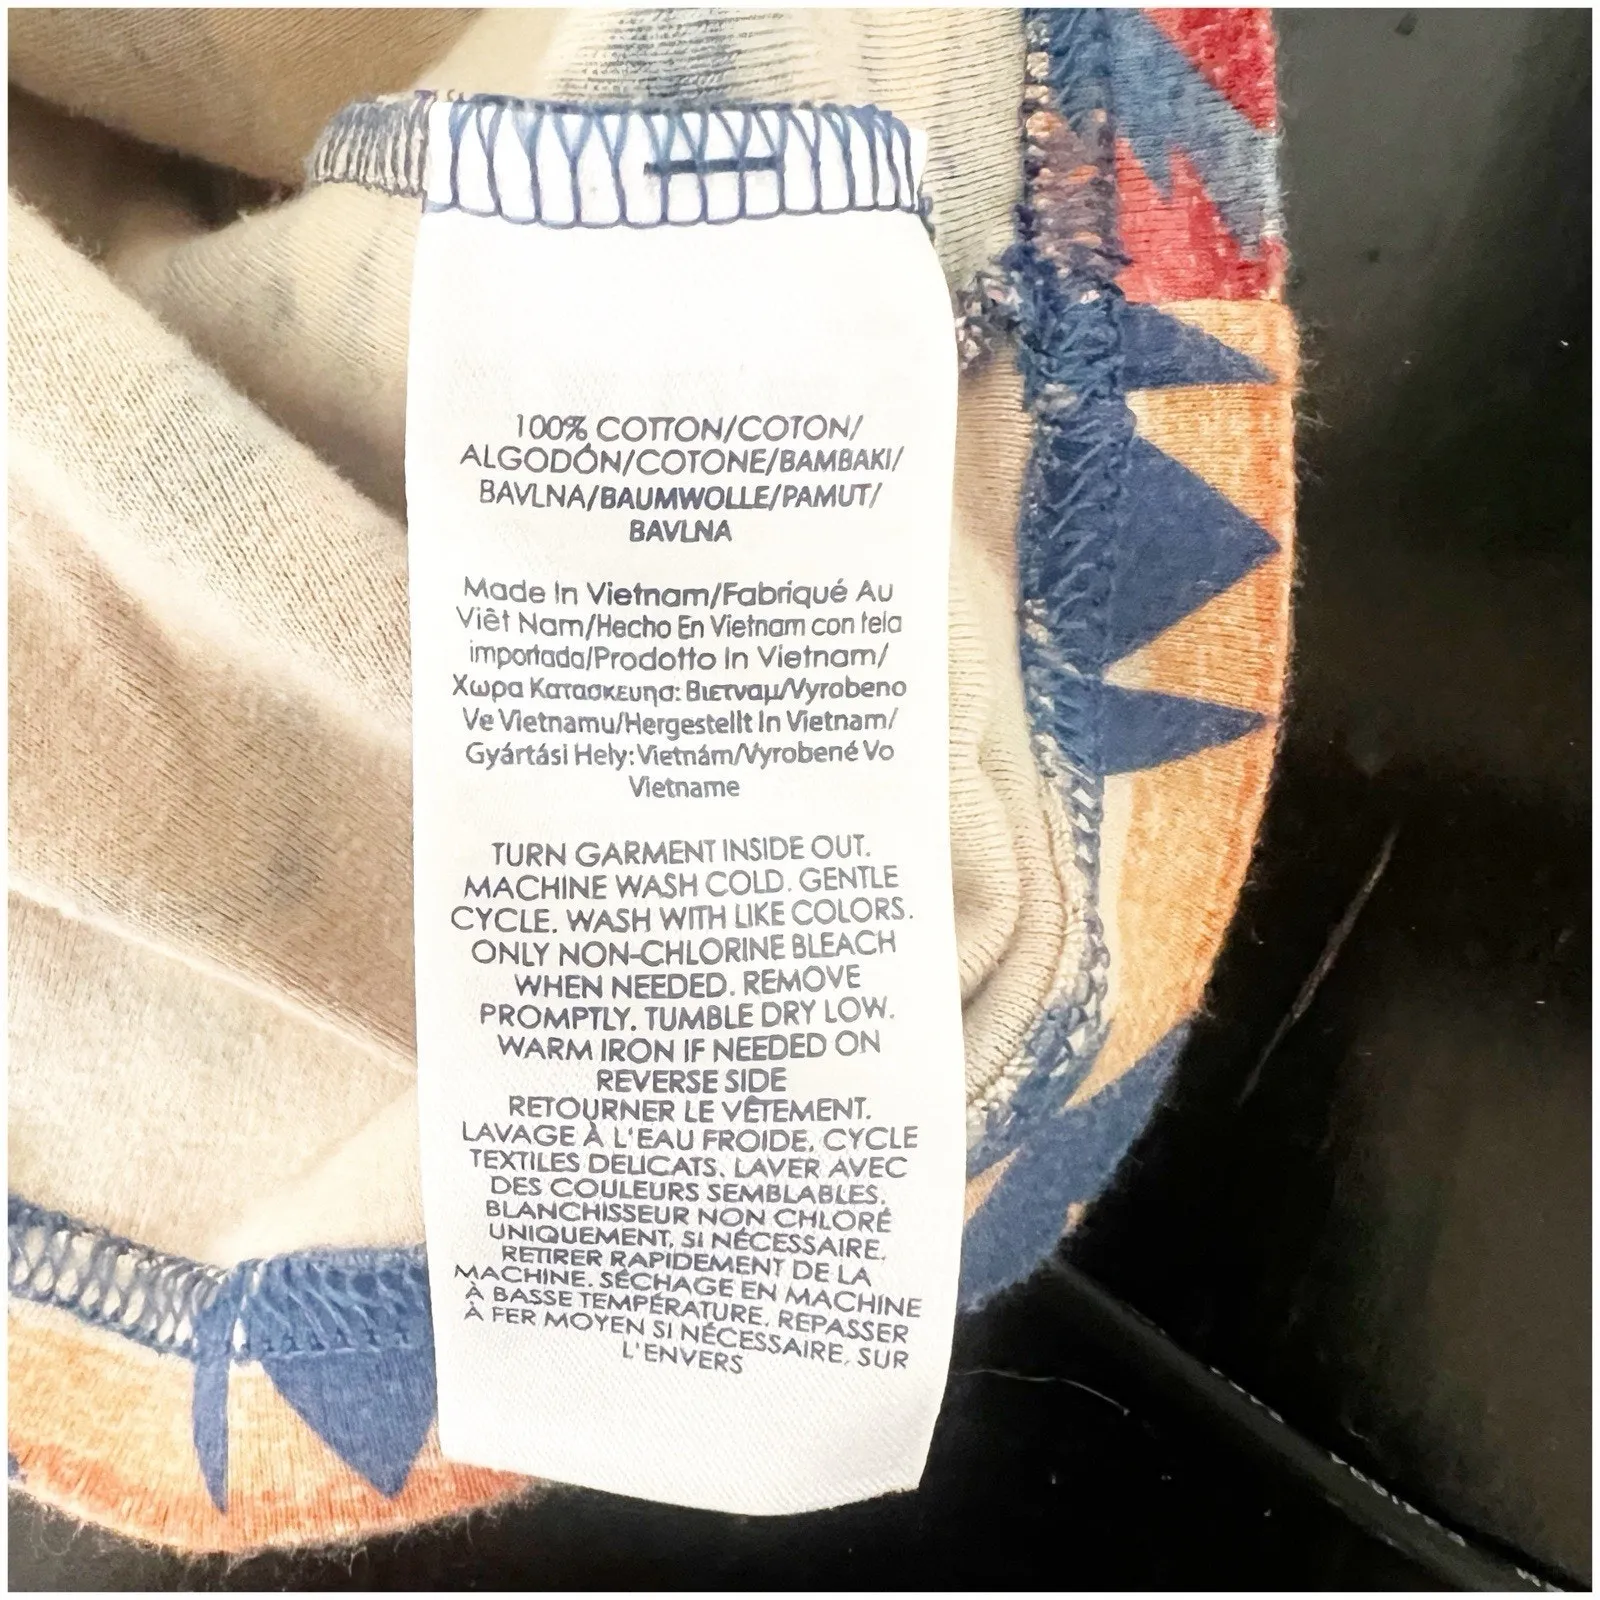 100% COTTON/COTON/
ALGODÓN/COTONE/BAMBAKI/
BAVLNA/BAUMWOLLE/PAMUT/
BAVLNA
Made In Vietnam/Fabriqué Au
Viêt Nam/Hecho En Vietnam con tela
importada/Prodotto In Vietnam/
Χωρα Κατασκευησ: Βιετναμ/Vyrobeno
Ve Vietnamu/Hergestellt In Vietnam/
Gyártási Hely: Vietnám/Vyrobené Vo
Vietname
TURN GARMENT INSIDE OUT.
MACHINE WASH COLD. GENTLE
CYCLE. WASH WITH LIKE COLORS.
ONLY NON-CHLORINE BLEACH
WHEN NEEDED. REMOVE
PROMPTLY. TUMBLE DRY LOW.
WARM IRON IF NEEDED ON
REVERSE SIDE
RETOURNER LE VÊTEMENT.
LAVAGE À L'EAU FROIDE, CYCLE
TEXTILES DELICATS. LAVER AVEC
DES COULEURS SEMBLABLES.
BLANCHISSEUR NON CHLORÉ
UNIQUEMENT, SI NÉCESSAIRE.
RETIRER RAPIDEMENT DE LA
MACHINE. SÉCHAGE EN MACHINE
À BASSE TEMPÉRATURE. REPASSER
À FER MOYEN SI NÉCESSAIRE, SUR
L'ENVERS